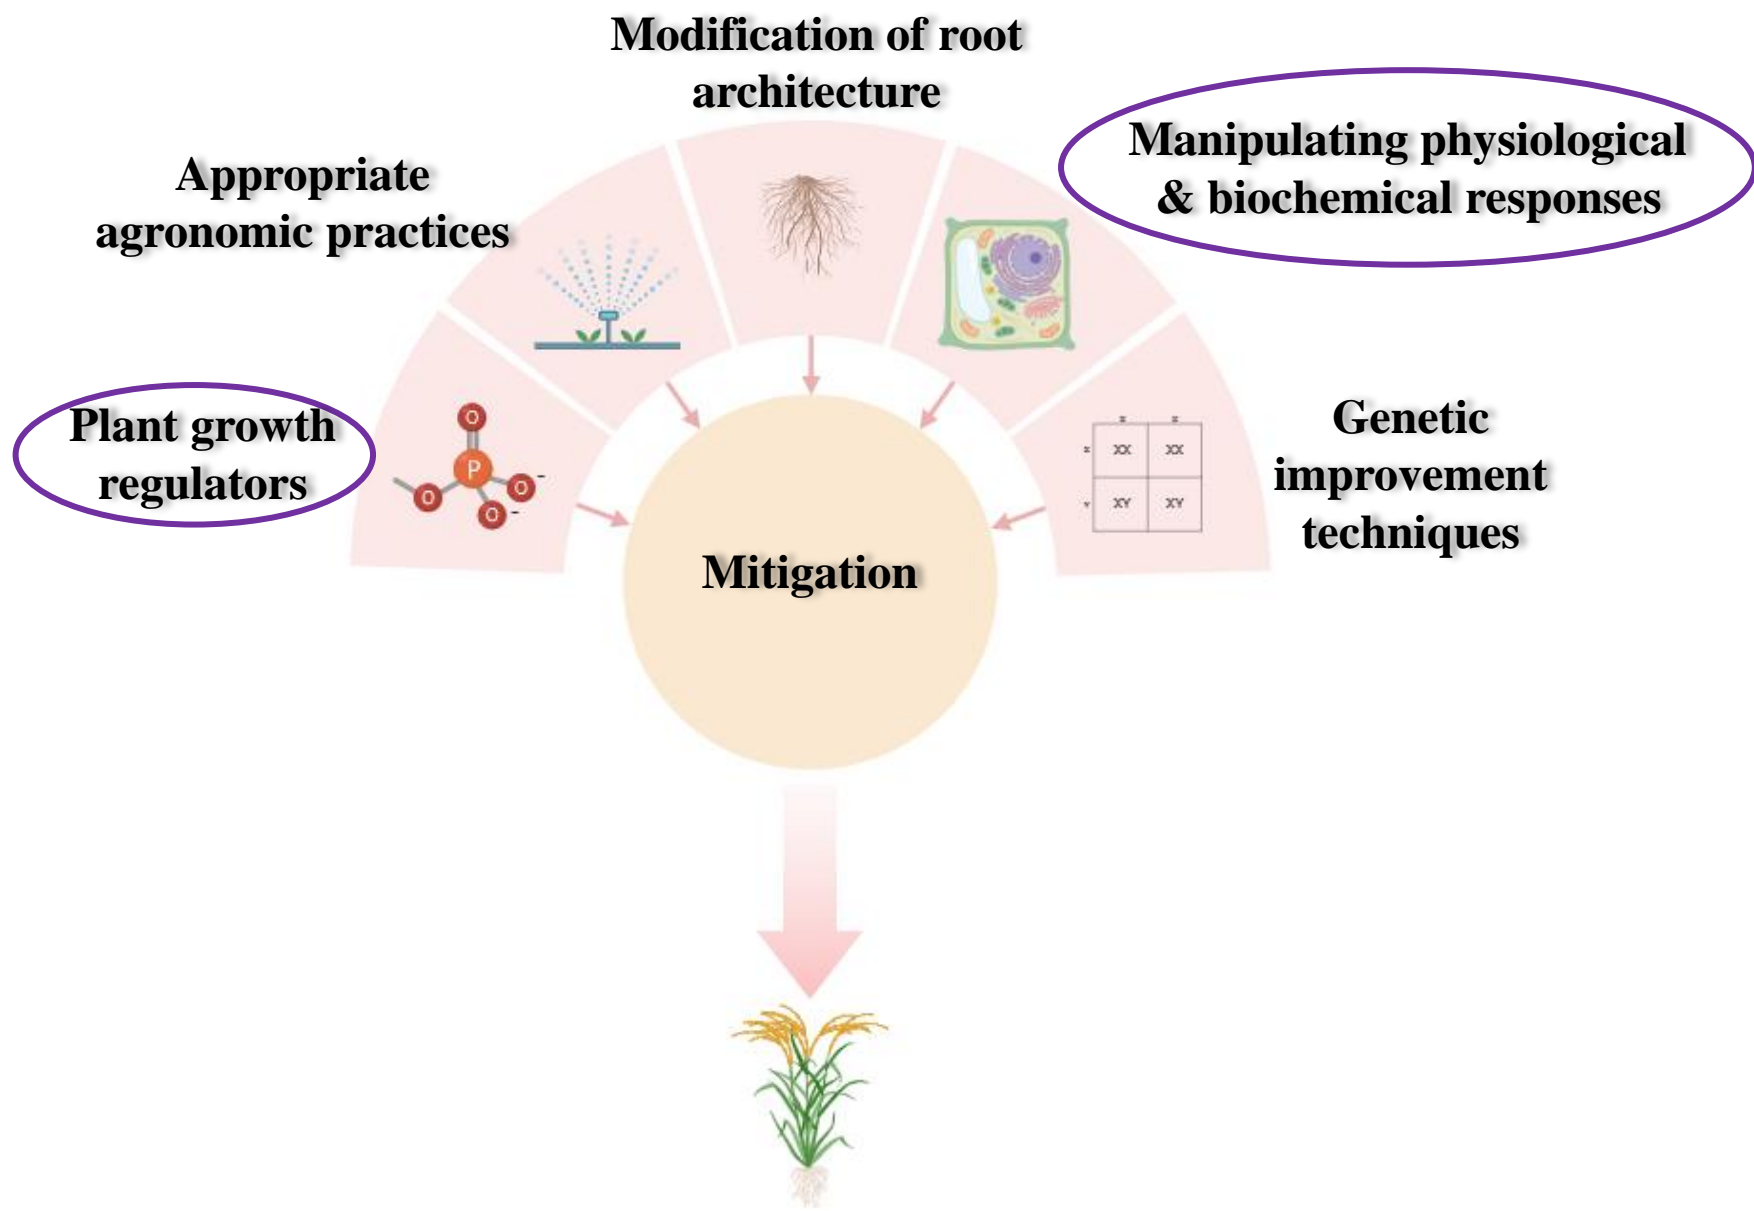 Modification of root
architecture
Manipulating physiological
& biochemical responses
Appropriate
agronomic practices
Plant growth
regulators
Genetic
improvement
techniques
O
P
O
O-
O-
XX XX
XY XY
Mitigation